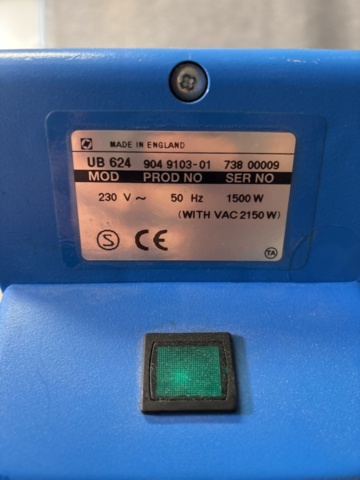 MADE IN ENGLAND
UB 624 904 9103-01 738 00009
MOD PROD NO SER NO
230 V ~ 50 Hz 1500 W
(WITH VAC 2150 W)
S CE
TA